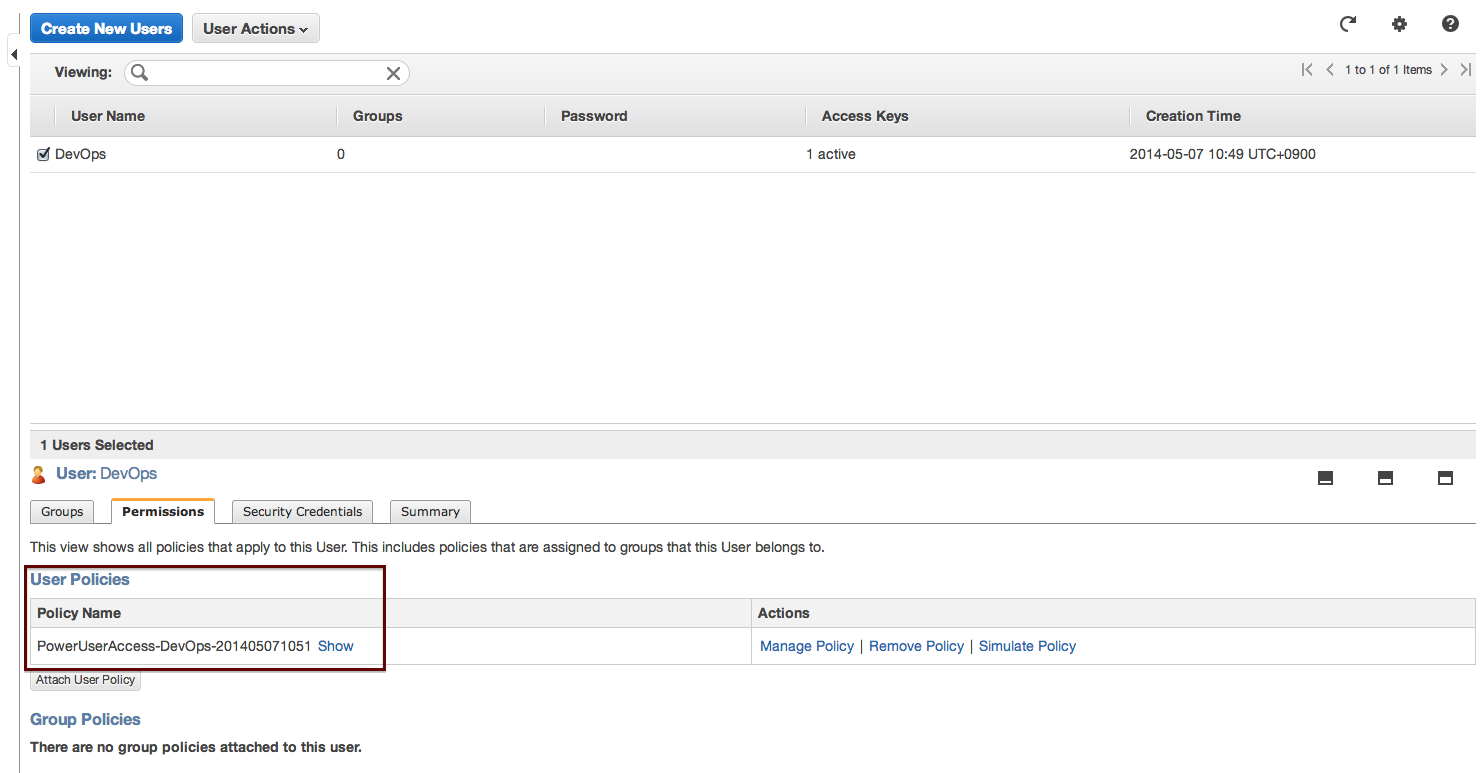 Create New Users User Actions
Viewing: 1 to 1 of 1 Items
User Name Groups Password Access Keys Creation Time
DevOps 0 1 active 2014-05-07 10:49 UTC+0900
1 Users Selected
User: DevOps
Groups Permissions Security Credentials Summary
This view shows all policies that apply to this User. This includes policies that are assigned to groups that this User belongs to.
User Policies
Policy Name Actions
PowerUserAccess-DevOps-201405071051 Show Manage Policy | Remove Policy | Simulate Policy
Attach User Policy
Group Policies
There are no group policies attached to this user.